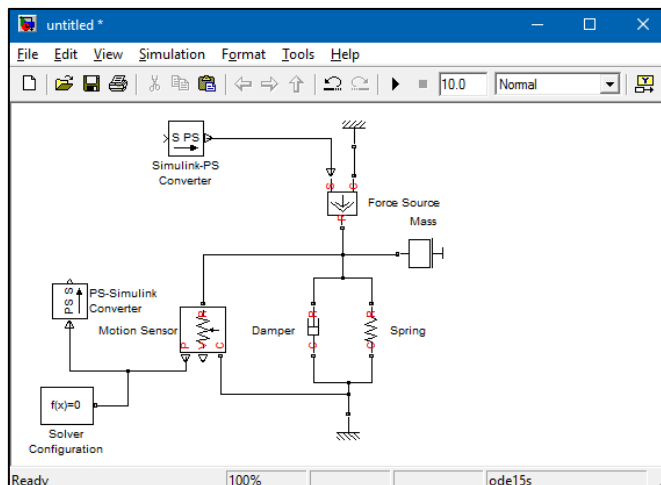 untitled *
File Edit View Simulation Format Tools Help
10.0 Normal
S PS
Simulink-PS
Converter
S C
Force Source
F
Mass
PS S
PS-Simulink
Converter
Motion Sensor
R
P V C
Damper
R
C
R
C
Spring
f(x)=0
Solver
Configuration
Ready 100% ode15s